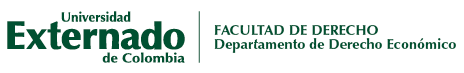 Universidad
Externado
de Colombia
FACULTAD DE DERECHO
Departamento de Derecho Económico